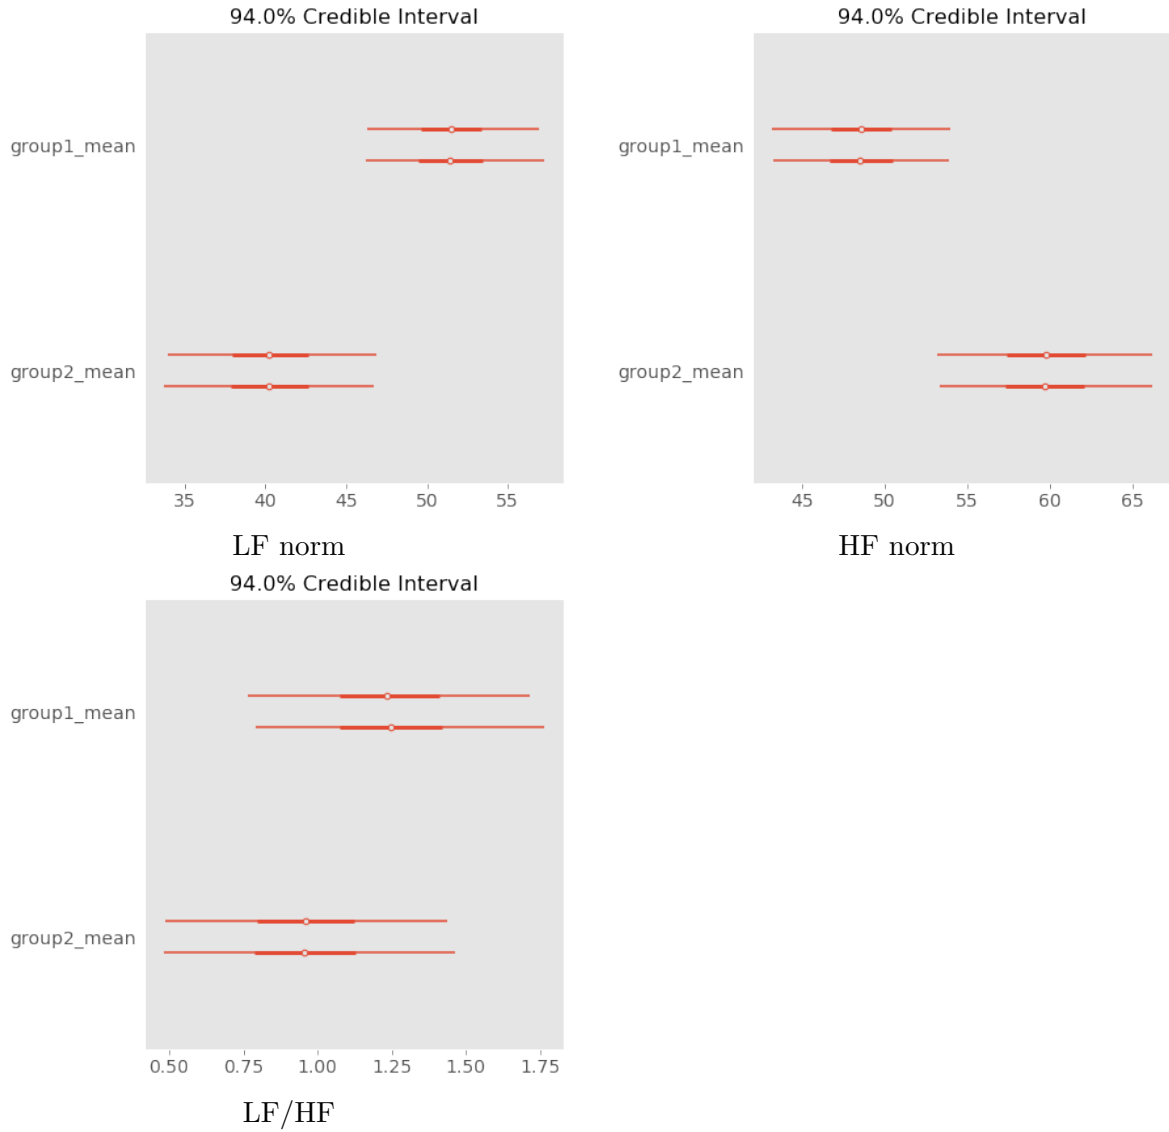 94.0% Credible Interval
group1_mean
group2_mean
35 40 45 50 55
LF norm
94.0% Credible Interval
group1_mean
group2_mean
45 50 55 60 65
HF norm
94.0% Credible Interval
group1_mean
group2_mean
0.50 0.75 1.00 1.25 1.50 1.75
LF/HF